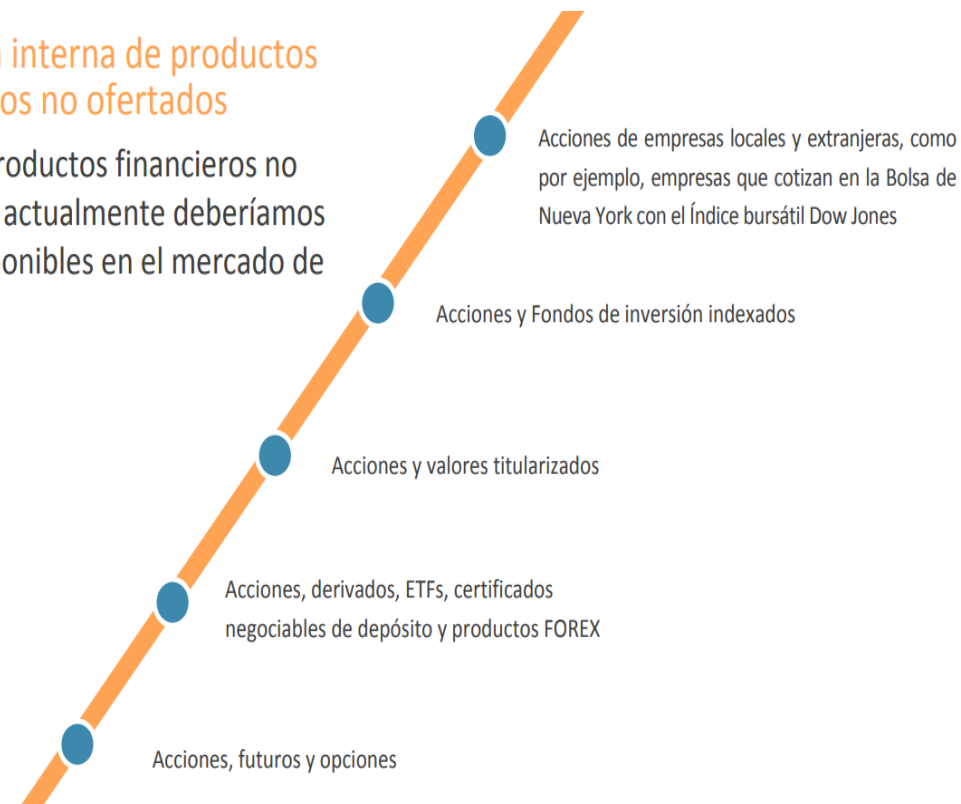 interna de productos
os no ofertados
productos financieros no
actualmente deberíamos
ponibles en el mercado de
Acciones de empresas locales y extranjeras, como
por ejemplo, empresas que cotizan en la Bolsa de
Nueva York con el Índice bursátil Dow Jones
Acciones y Fondos de inversión indexados
Acciones y valores titularizados
Acciones, derivados, ETFs, certificados
negociables de depósito y productos FOREX
Acciones, futuros y opciones